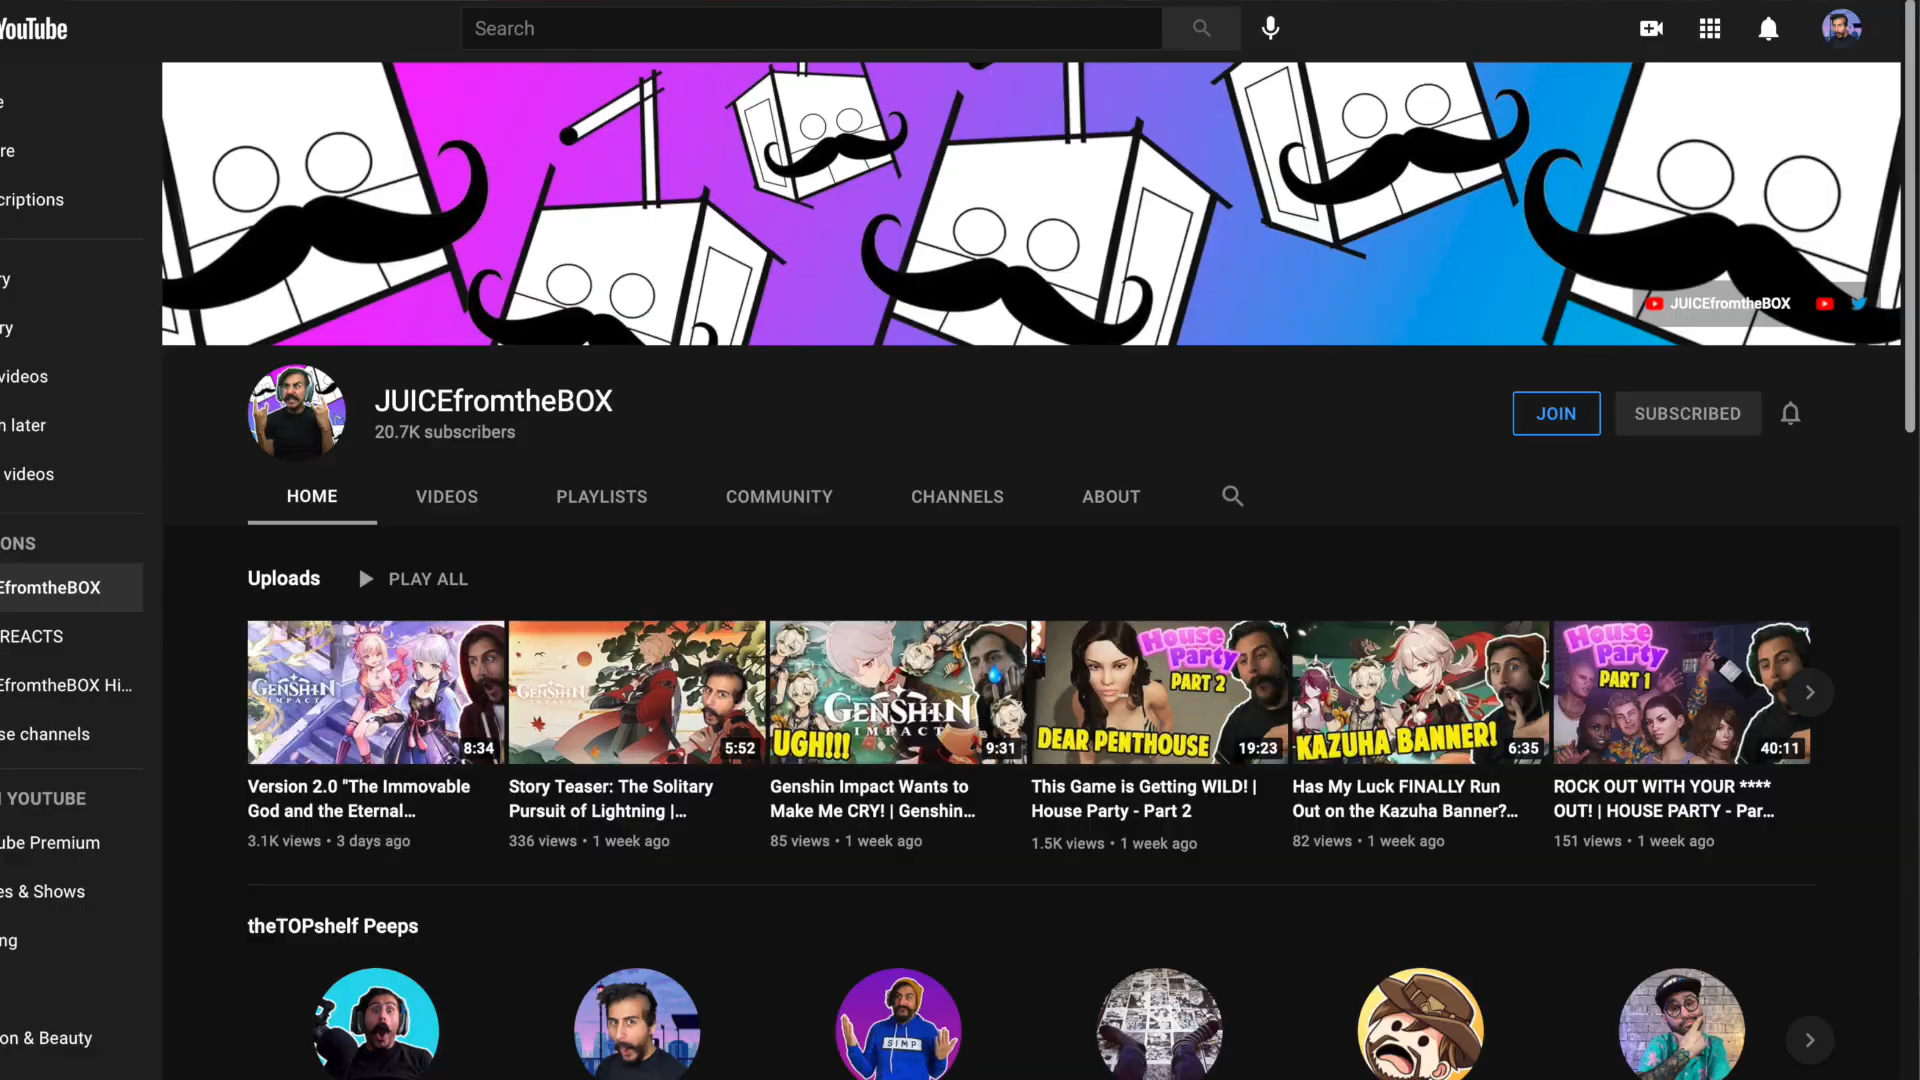 YouTube
Search
e
re
criptions
ry
ry
videos
h later
videos
ONS
EfromtheBOX
REACTS
EfromtheBOX Hi...
se channels
YOUTUBE
ube Premium
es & Shows
ng
on & Beauty
JUICEfromtheBOX
JUICEfromtheBOX
20.7K subscribers
JOIN
SUBSCRIBED
HOME
VIDEOS
PLAYLISTS
COMMUNITY
CHANNELS
ABOUT
Uploads
PLAY ALL
GENSHIN
IMPACT
8:34
Version 2.0 "The Immovable
God and the Eternal...
3.1K views • 3 days ago
GENSHIN
IMPACT
5:52
Story Teaser: The Solitary
Pursuit of Lightning |...
336 views • 1 week ago
GENSHIN
IMPACT
UGH!!!
9:31
Genshin Impact Wants to
Make Me CRY! | Genshin...
85 views • 1 week ago
House
Party
PART 2
DEAR PENTHOUSE
19:23
This Game is Getting WILD! |
House Party - Part 2
1.5K views • 1 week ago
KAZUHA BANNER!
6:35
Has My Luck FINALLY Run
Out on the Kazuha Banner?...
82 views • 1 week ago
House
Party
PART 1
40:11
ROCK OUT WITH YOUR ****
OUT! | HOUSE PARTY - Par...
151 views • 1 week ago
theTOPshelf Peeps
SIMP